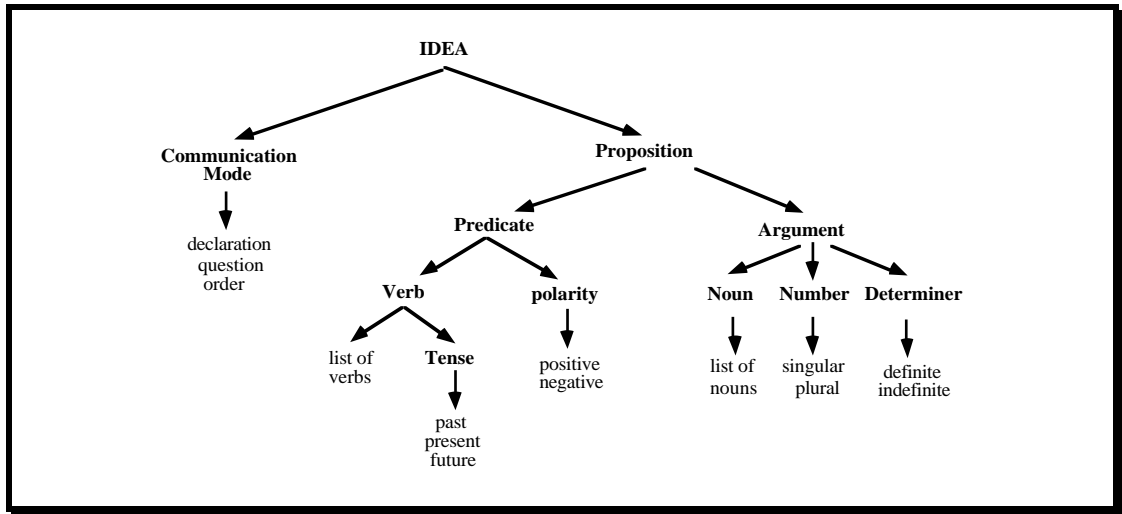 IDEA
Communication
Mode
Proposition
declaration
question
order
Predicate
Argument
Verb
polarity
Noun
Number
Determiner
list of
verbs
Tense
positive
negative
list of
nouns
singular
plural
definite
indefinite
past
present
future